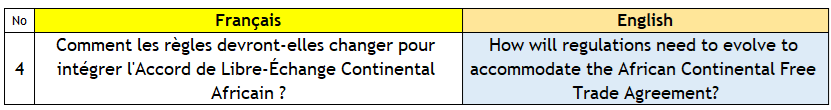 No Français English
4 Comment les règles devront-elles changer pour
intégrer l'Accord de Libre-Échange Continental
Africain ?
How will regulations need to evolve to
accommodate the African Continental Free
Trade Agreement?